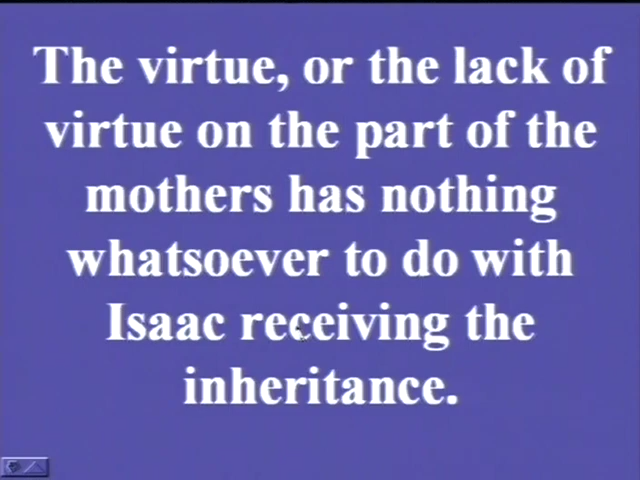 The virtue, or the lack of
virtue on the part of the
mothers has nothing
whatsoever to do with
Isaac receiving the
inheritance.